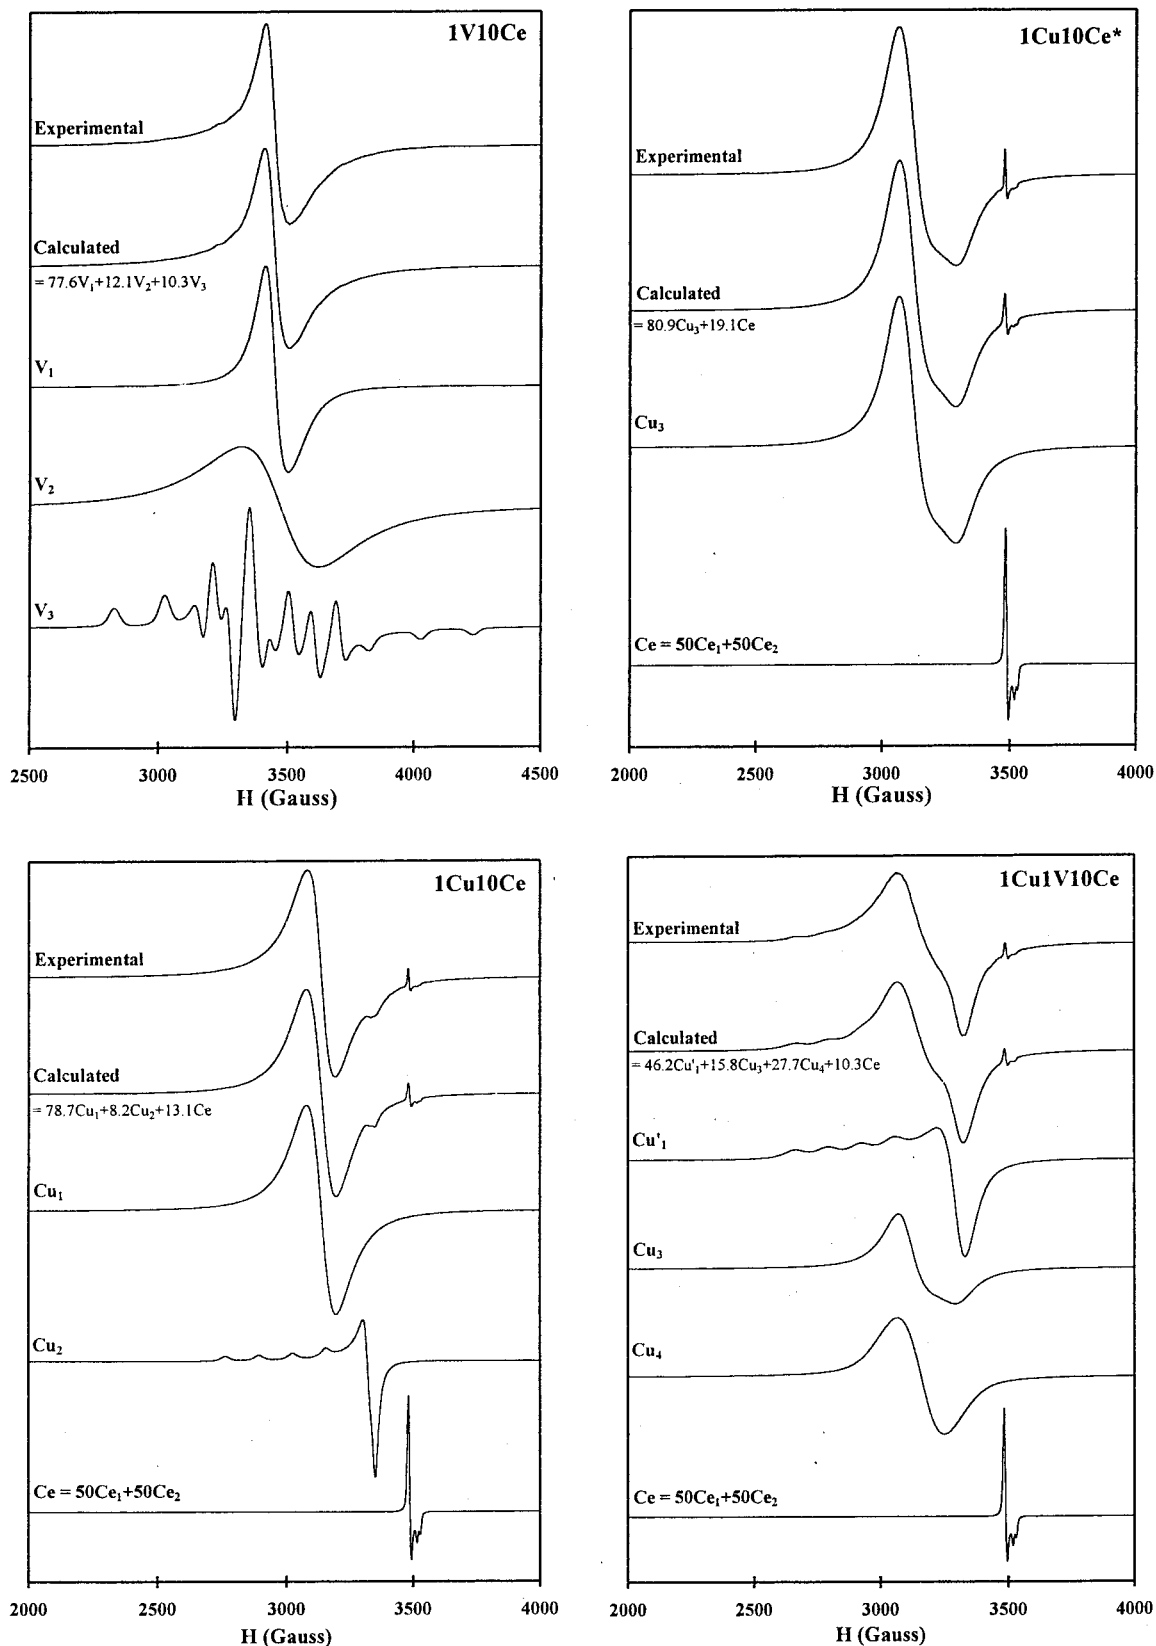 1V10Ce
Experimental
Calculated
= 77.6V₁+12.1V₂+10.3V₃
V₁
V₂
V₃
2500 3000 3500 4000 4500
H (Gauss)
1Cu10Ce*
Experimental
Calculated
= 80.9Cu₃+19.1Ce
Cu₃
Ce = 50Ce₁+50Ce₂
2000 3000 3500 4000
H (Gauss)
1Cu10Ce
Experimental
Calculated
= 78.7Cu₁+8.2Cu₂+13.1Ce
Cu₁
Cu₂
Ce = 50Ce₁+50Ce₂
2000 2500 3000 3500 4000
H (Gauss)
1Cu1V10Ce
Experimental
Calculated
= 46.2Cu'₁+15.8Cu₃+27.7Cu₄+10.3Ce
Cu'₁
Cu₃
Cu₄
Ce = 50Ce₁+50Ce₂
2000 3000 3500 4000
H (Gauss)